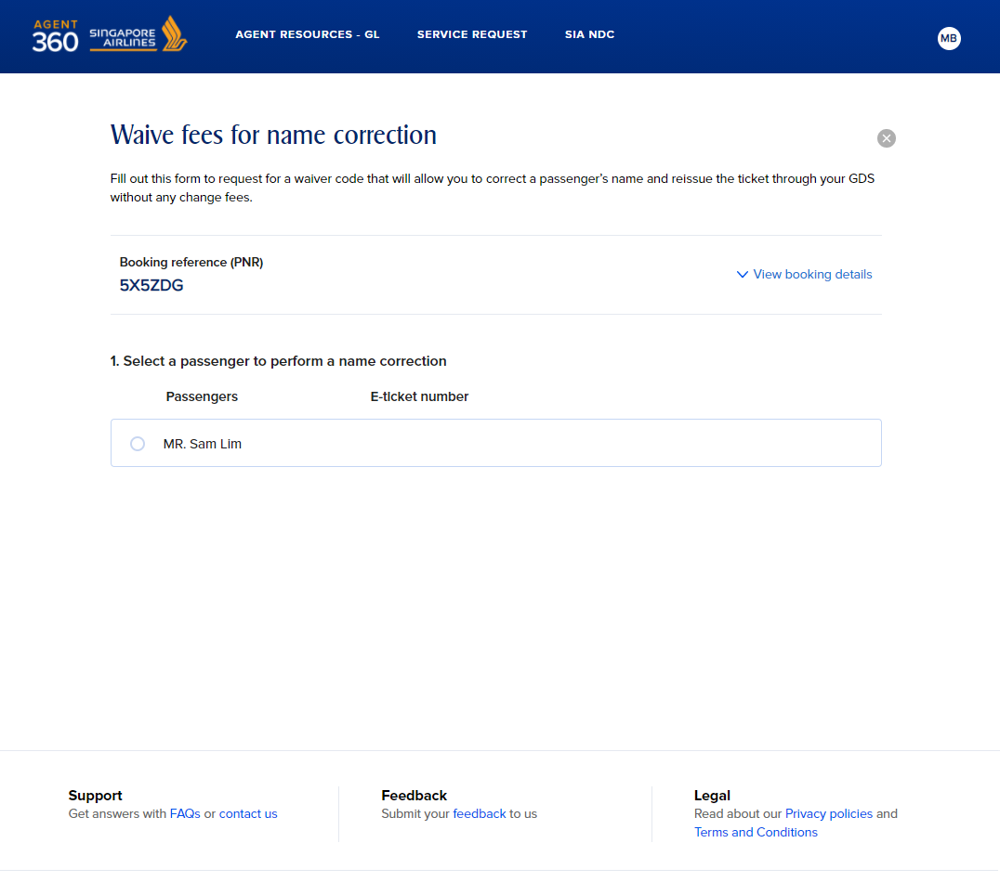 AGENT
360
SINGAPORE
AIRLINES
AGENT RESOURCES - GL
SERVICE REQUEST
SIA NDC
MB
Waive fees for name correction
Fill out this form to request for a waiver code that will allow you to correct a passenger’s name and reissue the ticket through your GDS
without any change fees.
Booking reference (PNR)
5X5ZDG
View booking details
1. Select a passenger to perform a name correction
Passengers
E-ticket number
MR. Sam Lim
Support
Get answers with FAQs or contact us
Feedback
Submit your feedback to us
Legal
Read about our Privacy policies and
Terms and Conditions